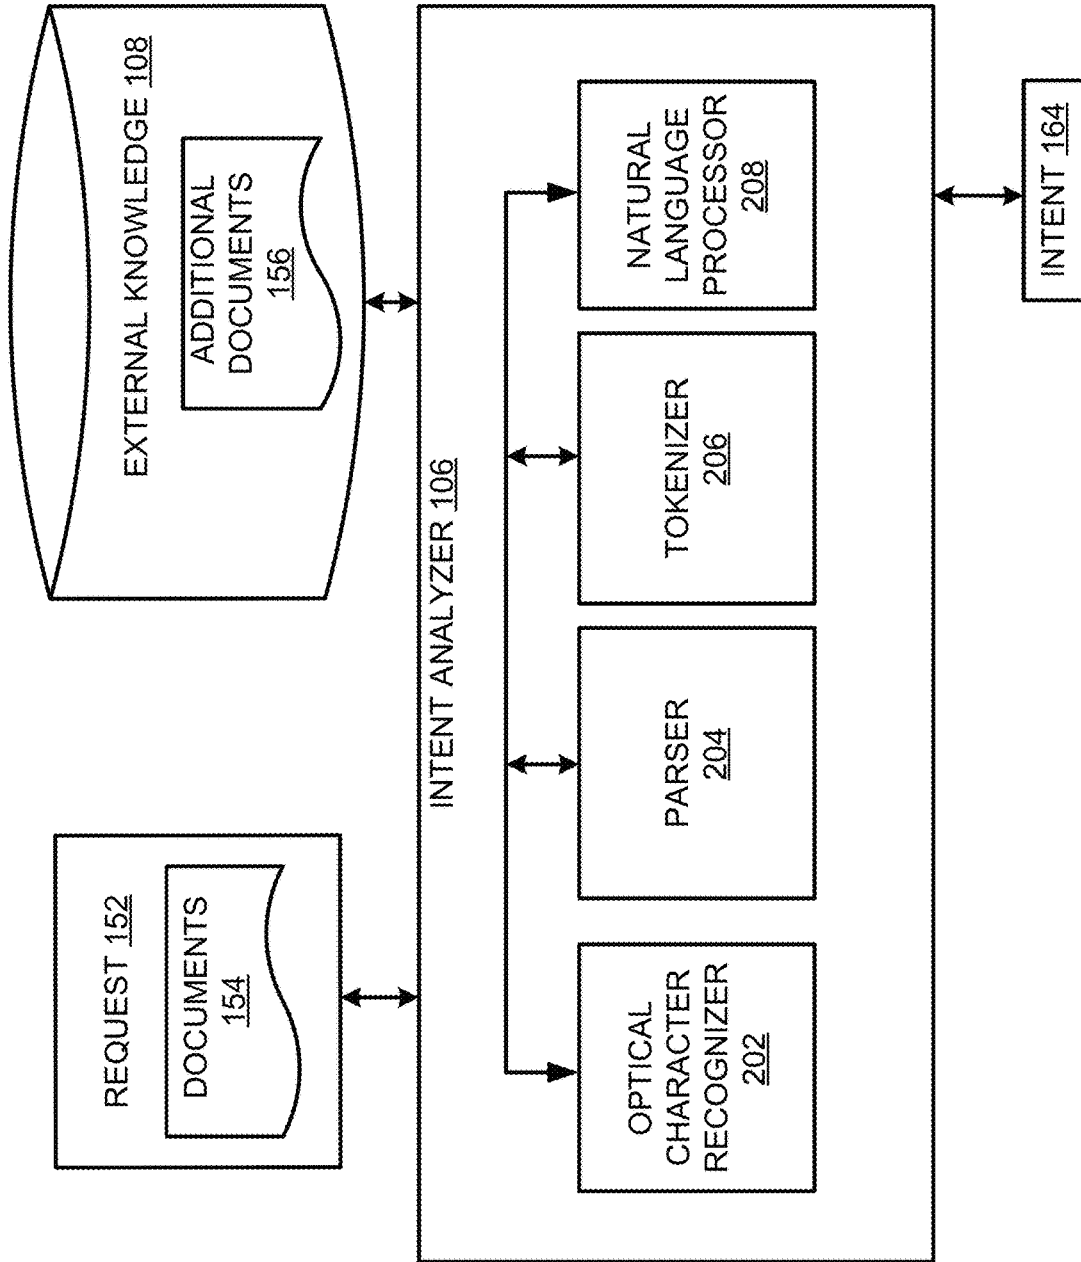 REQUEST 152
DOCUMENTS
154
EXTERNAL KNOWLEDGE 108
ADDITIONAL
DOCUMENTS
156
INTENT ANALYZER 106
OPTICAL
CHARACTER
RECOGNIZER
202
PARSER
204
TOKENIZER
206
NATURAL
LANGUAGE
PROCESSOR
208
INTENT 164